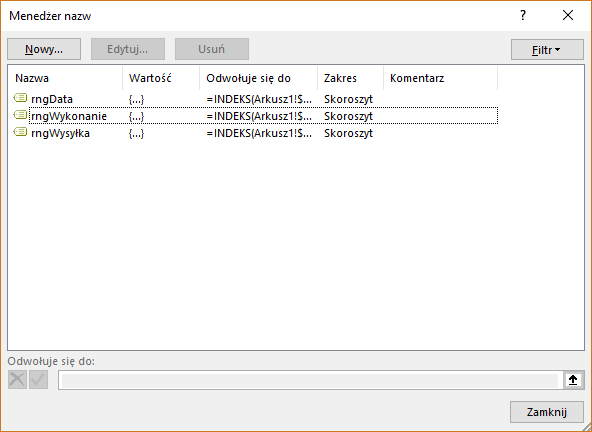 Menedżer nazw
Nowy... Edytuj... Usuń Filtr
Nazwa Wartość Odwołuje się do Zakres Komentarz
rngData {...} =INDEKS(Arkusz1!$... Skoroszyt
rngWykonanie {...} =INDEKS(Arkusz1!$... Skoroszyt
rngWysyłka {...} =INDEKS(Arkusz1!$... Skoroszyt
Odwołuje się do:
Zamknij